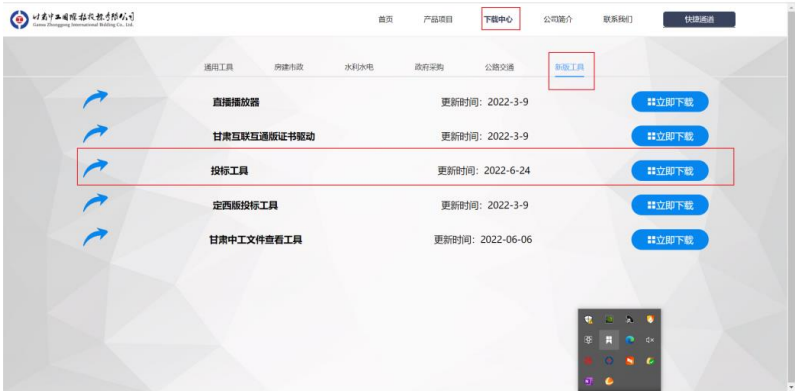 甘肃中工国际招投标有限公司
Gansu Zhonggong International Bidding Co., Ltd.
首页 产品项目 下载中心 公司简介 联系我们 快捷通道
通用工具 房建市政 水利水电 政府采购 公路交通 新版工具
直播播放器 更新时间：2022-3-9 立即下载
甘肃互联互通版证书驱动 更新时间：2022-3-9 立即下载
投标工具 更新时间：2022-6-24 立即下载
定西版投标工具 更新时间：2022-3-9 立即下载
甘肃中工文件查看工具 更新时间：2022-06-06 立即下载